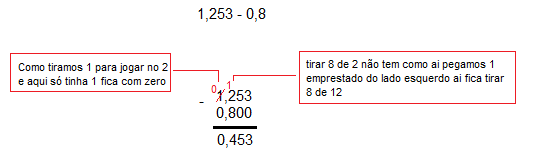 1,253 - 0,8
Como tiramos 1 para jogar no 2
e aqui só tinha 1 fica com zero
tirar 8 de 2 não tem como ai pegamos 1
emprestado do lado esquerdo ai fica tirar
8 de 12
0 1
1,253
- 0,800
0,453